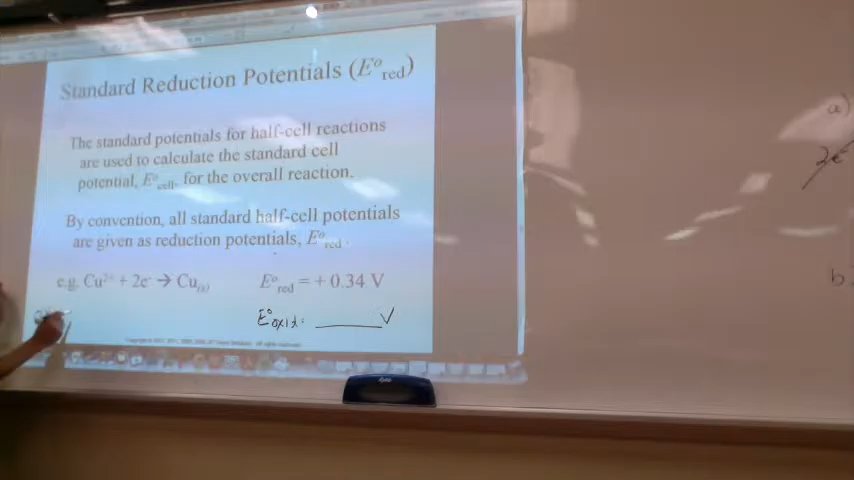 Standard Reduction Potentials (E°red)
The standard potentials for half-cell reactions
are used to calculate the standard cell
potential, E°cell, for the overall reaction.
By convention, all standard half-cell potentials
are given as reduction potentials, E°red.
e.g. Cu²⁺ + 2e⁻ → Cu(s) E°red = + 0.34 V
E°oxid. ______ V
a)
2e⁻
b